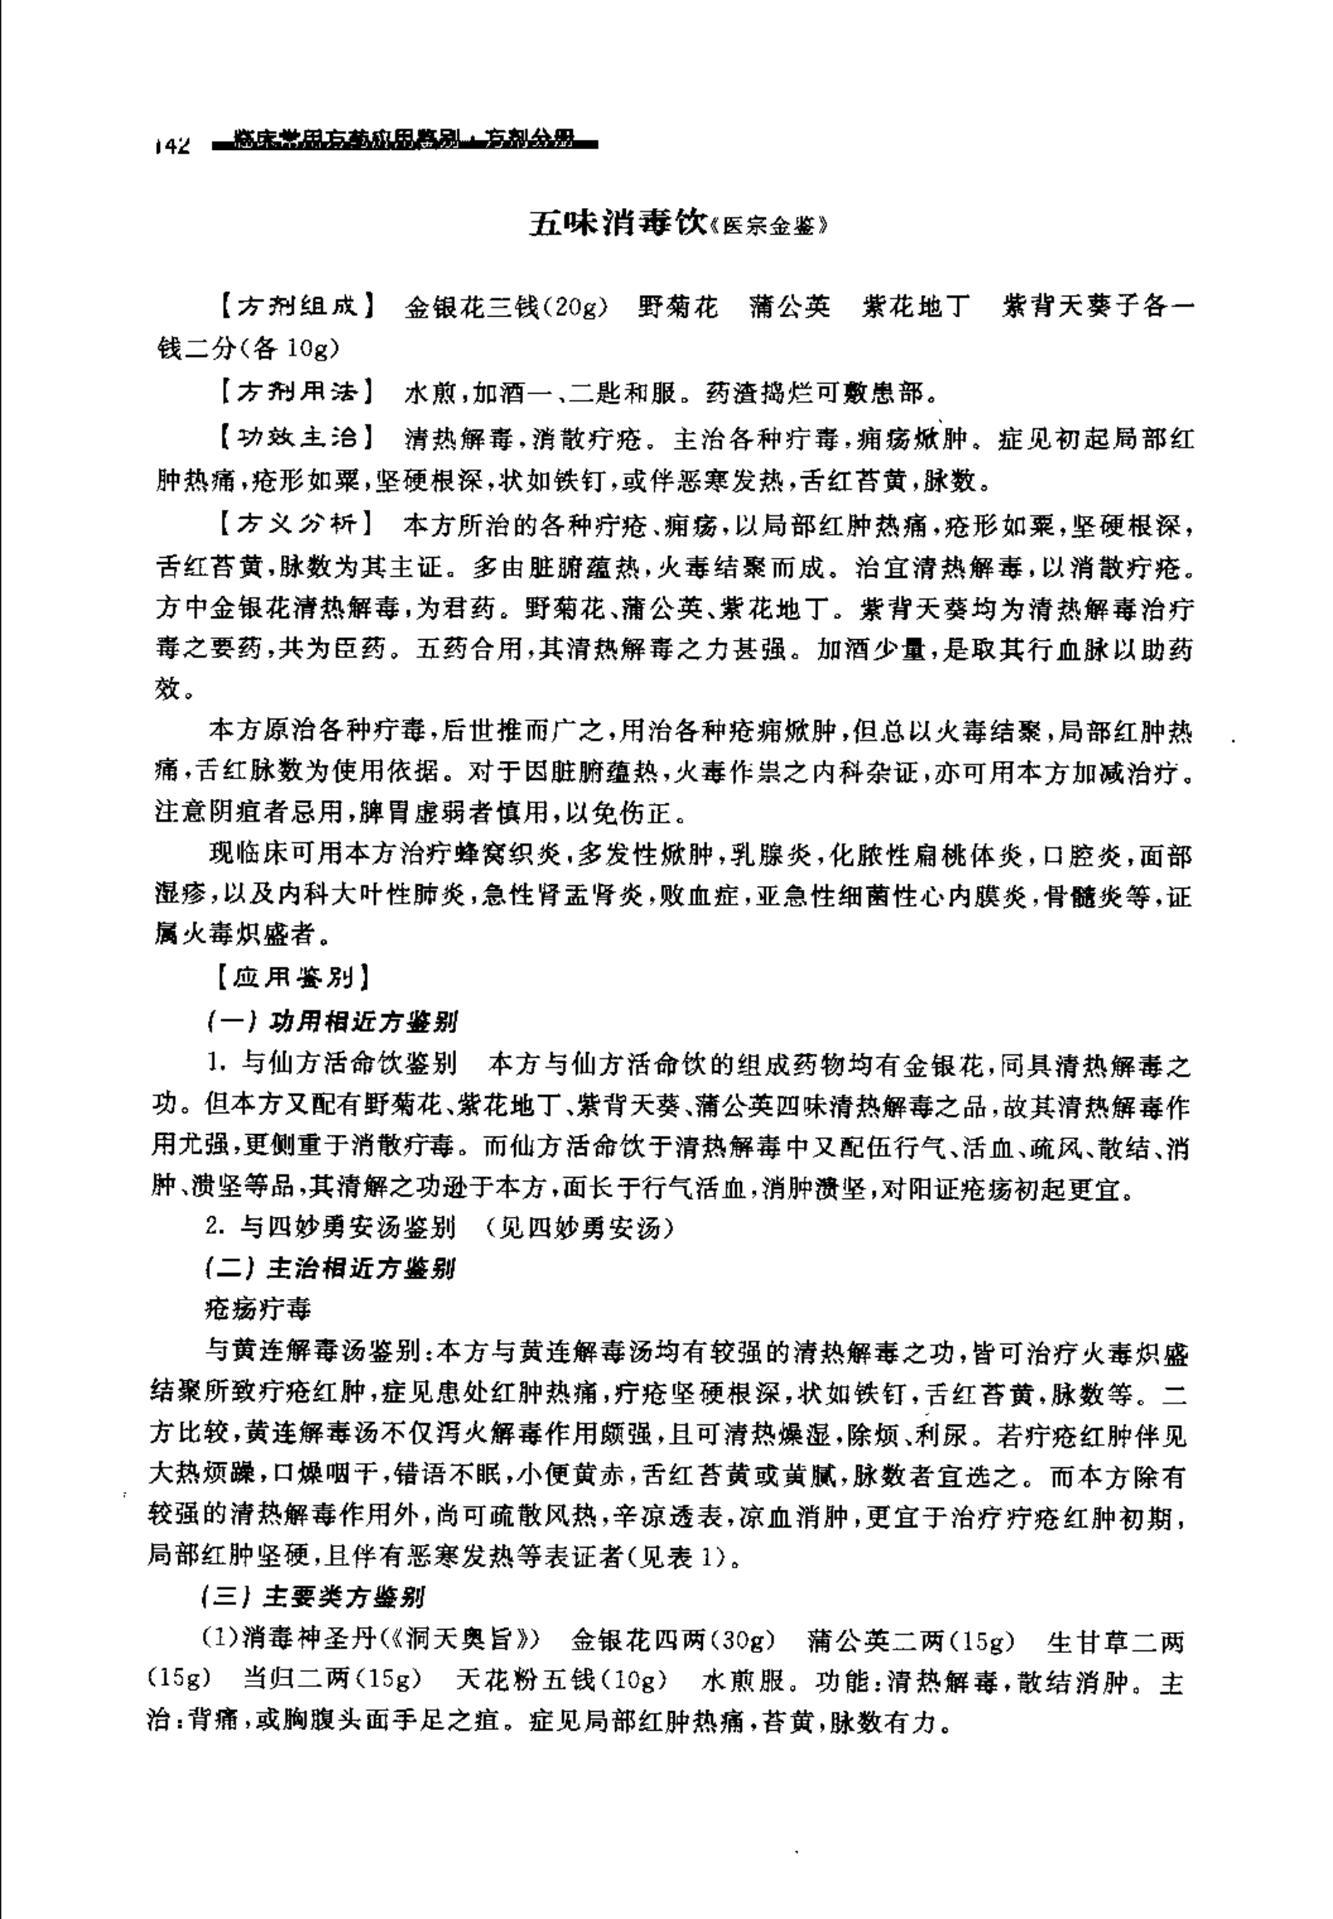 142 临床常用方药应用鉴别·方剂分册
五味消毒饮《医宗金鉴》
【方剂组成】 金银花三钱(20g) 野菊花 蒲公英 紫花地丁 紫背天葵子各一
钱二分(各 10g)
【方剂用法】 水煎,加酒一、二匙和服。药渣捣烂可敷患部。
【功效主治】 清热解毒,消散疔疮。主治各种疔毒,痈疡焮肿。症见初起局部红
肿热痛,疮形如粟,坚硬根深,状如铁钉,或伴恶寒发热,舌红苔黄,脉数。
【方义分析】 本方所治的各种疔疮、痈疡,以局部红肿热痛,疮形如粟,坚硬根深,
舌红苔黄,脉数为其主证。多由脏腑蕴热,火毒结聚而成。治宜清热解毒,以消散疔疮。
方中金银花清热解毒,为君药。野菊花、蒲公英、紫花地丁。紫背天葵均为清热解毒治疗
毒之要药,共为臣药。五药合用,其清热解毒之力甚强。加酒少量,是取其行血脉以助药
效。
本方原治各种疔毒,后世推而广之,用治各种疮痈焮肿,但总以火毒结聚,局部红肿热
痛,舌红脉数为使用依据。对于因脏腑蕴热,火毒作祟之内科杂证,亦可用本方加减治疗。
注意阴疽者忌用,脾胃虚弱者慎用,以免伤正。
现临床可用本方治疗蜂窝织炎,多发性焮肿,乳腺炎,化脓性扁桃体炎,口腔炎,面部
湿疹,以及内科大叶性肺炎,急性肾盂肾炎,败血症,亚急性细菌性心内膜炎,骨髓炎等,证
属火毒炽盛者。
【应用鉴别】
(一)功用相近方鉴别
1. 与仙方活命饮鉴别 本方与仙方活命饮的组成药物均有金银花,同具清热解毒之
功。但本方又配有野菊花、紫花地丁、紫背天葵、蒲公英四味清热解毒之品,故其清热解毒作
用尤强,更侧重于消散疔毒。而仙方活命饮于清热解毒中又配伍行气、活血、疏风、散结、消
肿、溃坚等品,其清解之功逊于本方,面长于行气活血,消肿溃坚,对阳证疮疡初起更宜。
2. 与四妙勇安汤鉴别 (见四妙勇安汤)
(二)主治相近方鉴别
疮疡疔毒
与黄连解毒汤鉴别:本方与黄连解毒汤均有较强的清热解毒之功,皆可治疗火毒炽盛
结聚所致疔疮红肿,症见患处红肿热痛,疔疮坚硬根深,状如铁钉,舌红苔黄,脉数等。二
方比较,黄连解毒汤不仅泻火解毒作用颇强,且可清热燥湿,除烦、利尿。若疔疮红肿伴见
大热烦躁,口燥咽干,错语不眠,小便黄赤,舌红苔黄或黄腻,脉数者宜选之。而本方除有
较强的清热解毒作用外,尚可疏散风热,辛凉透表,凉血消肿,更宜于治疗疔疮红肿初期,
局部红肿坚硬,且伴有恶寒发热等表证者(见表 1)。
(三)主要类方鉴别
(1)消毒神圣丹(《洞天奥旨》) 金银花四两(30g) 蒲公英二两(15g) 生甘草二两
(15g) 当归二两(15g) 天花粉五钱(10g) 水煎服。功能:清热解毒,散结消肿。主
治:背痛,或胸腹头面手足之疽。症见局部红肿热痛,苔黄,脉数有力。